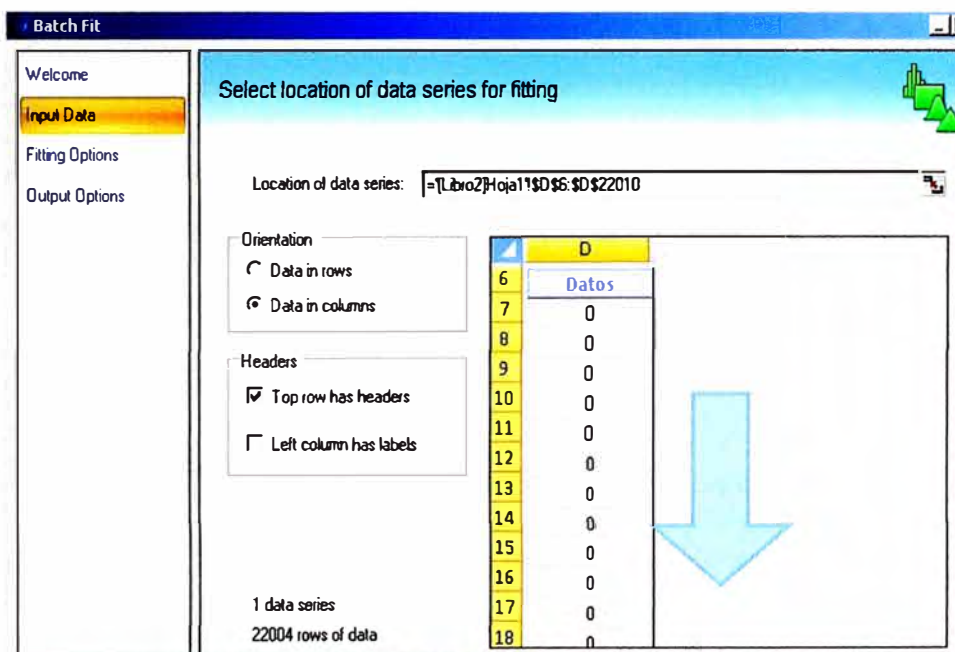 Batch Fit
Welcome
Input Data
Fitting Options
Output Options
Select location of data series for fitting
Location of data series: ='[Libro2]Hoja1'!$D$6:$D$22010
Orientation
Data in rows
Data in columns
Headers
Top row has headers
Left column has labels
1 data series
22004 rows of data
D
6 Datos
7 0
8 0
9 0
10 0
11 0
12 0
13 0
14 0
15 0
16 0
17 0
18 0